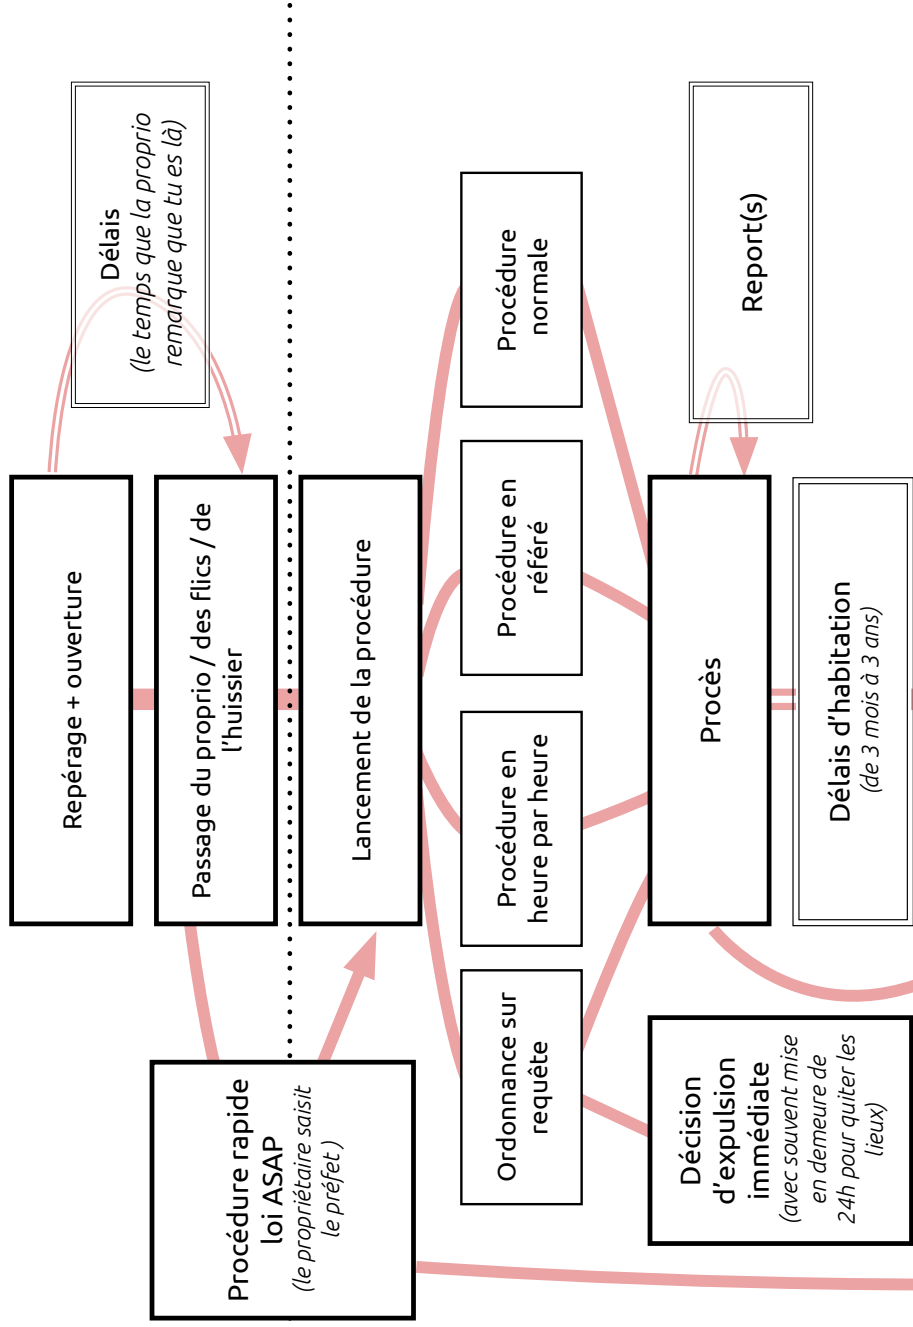 Repérage + ouverture
Délais
(le temps que la proprio
remarque que tu es là)
Passage du proprio / des flics / de
l'huissier
Procédure rapide
loi ASAP
(le propriétaire saisit
le préfet )
Lancement de la procédure
Ordonnance sur
requête
Procédure en
heure par heure
Procédure en
référé
Procédure
normale
Décision
d'expulsion
immédiate
(avec souvent mise
en demeure de
24h pour quiter les
lieux)
Procès
Report(s)
Délais d'habitation
(de 3 mois à 3 ans)